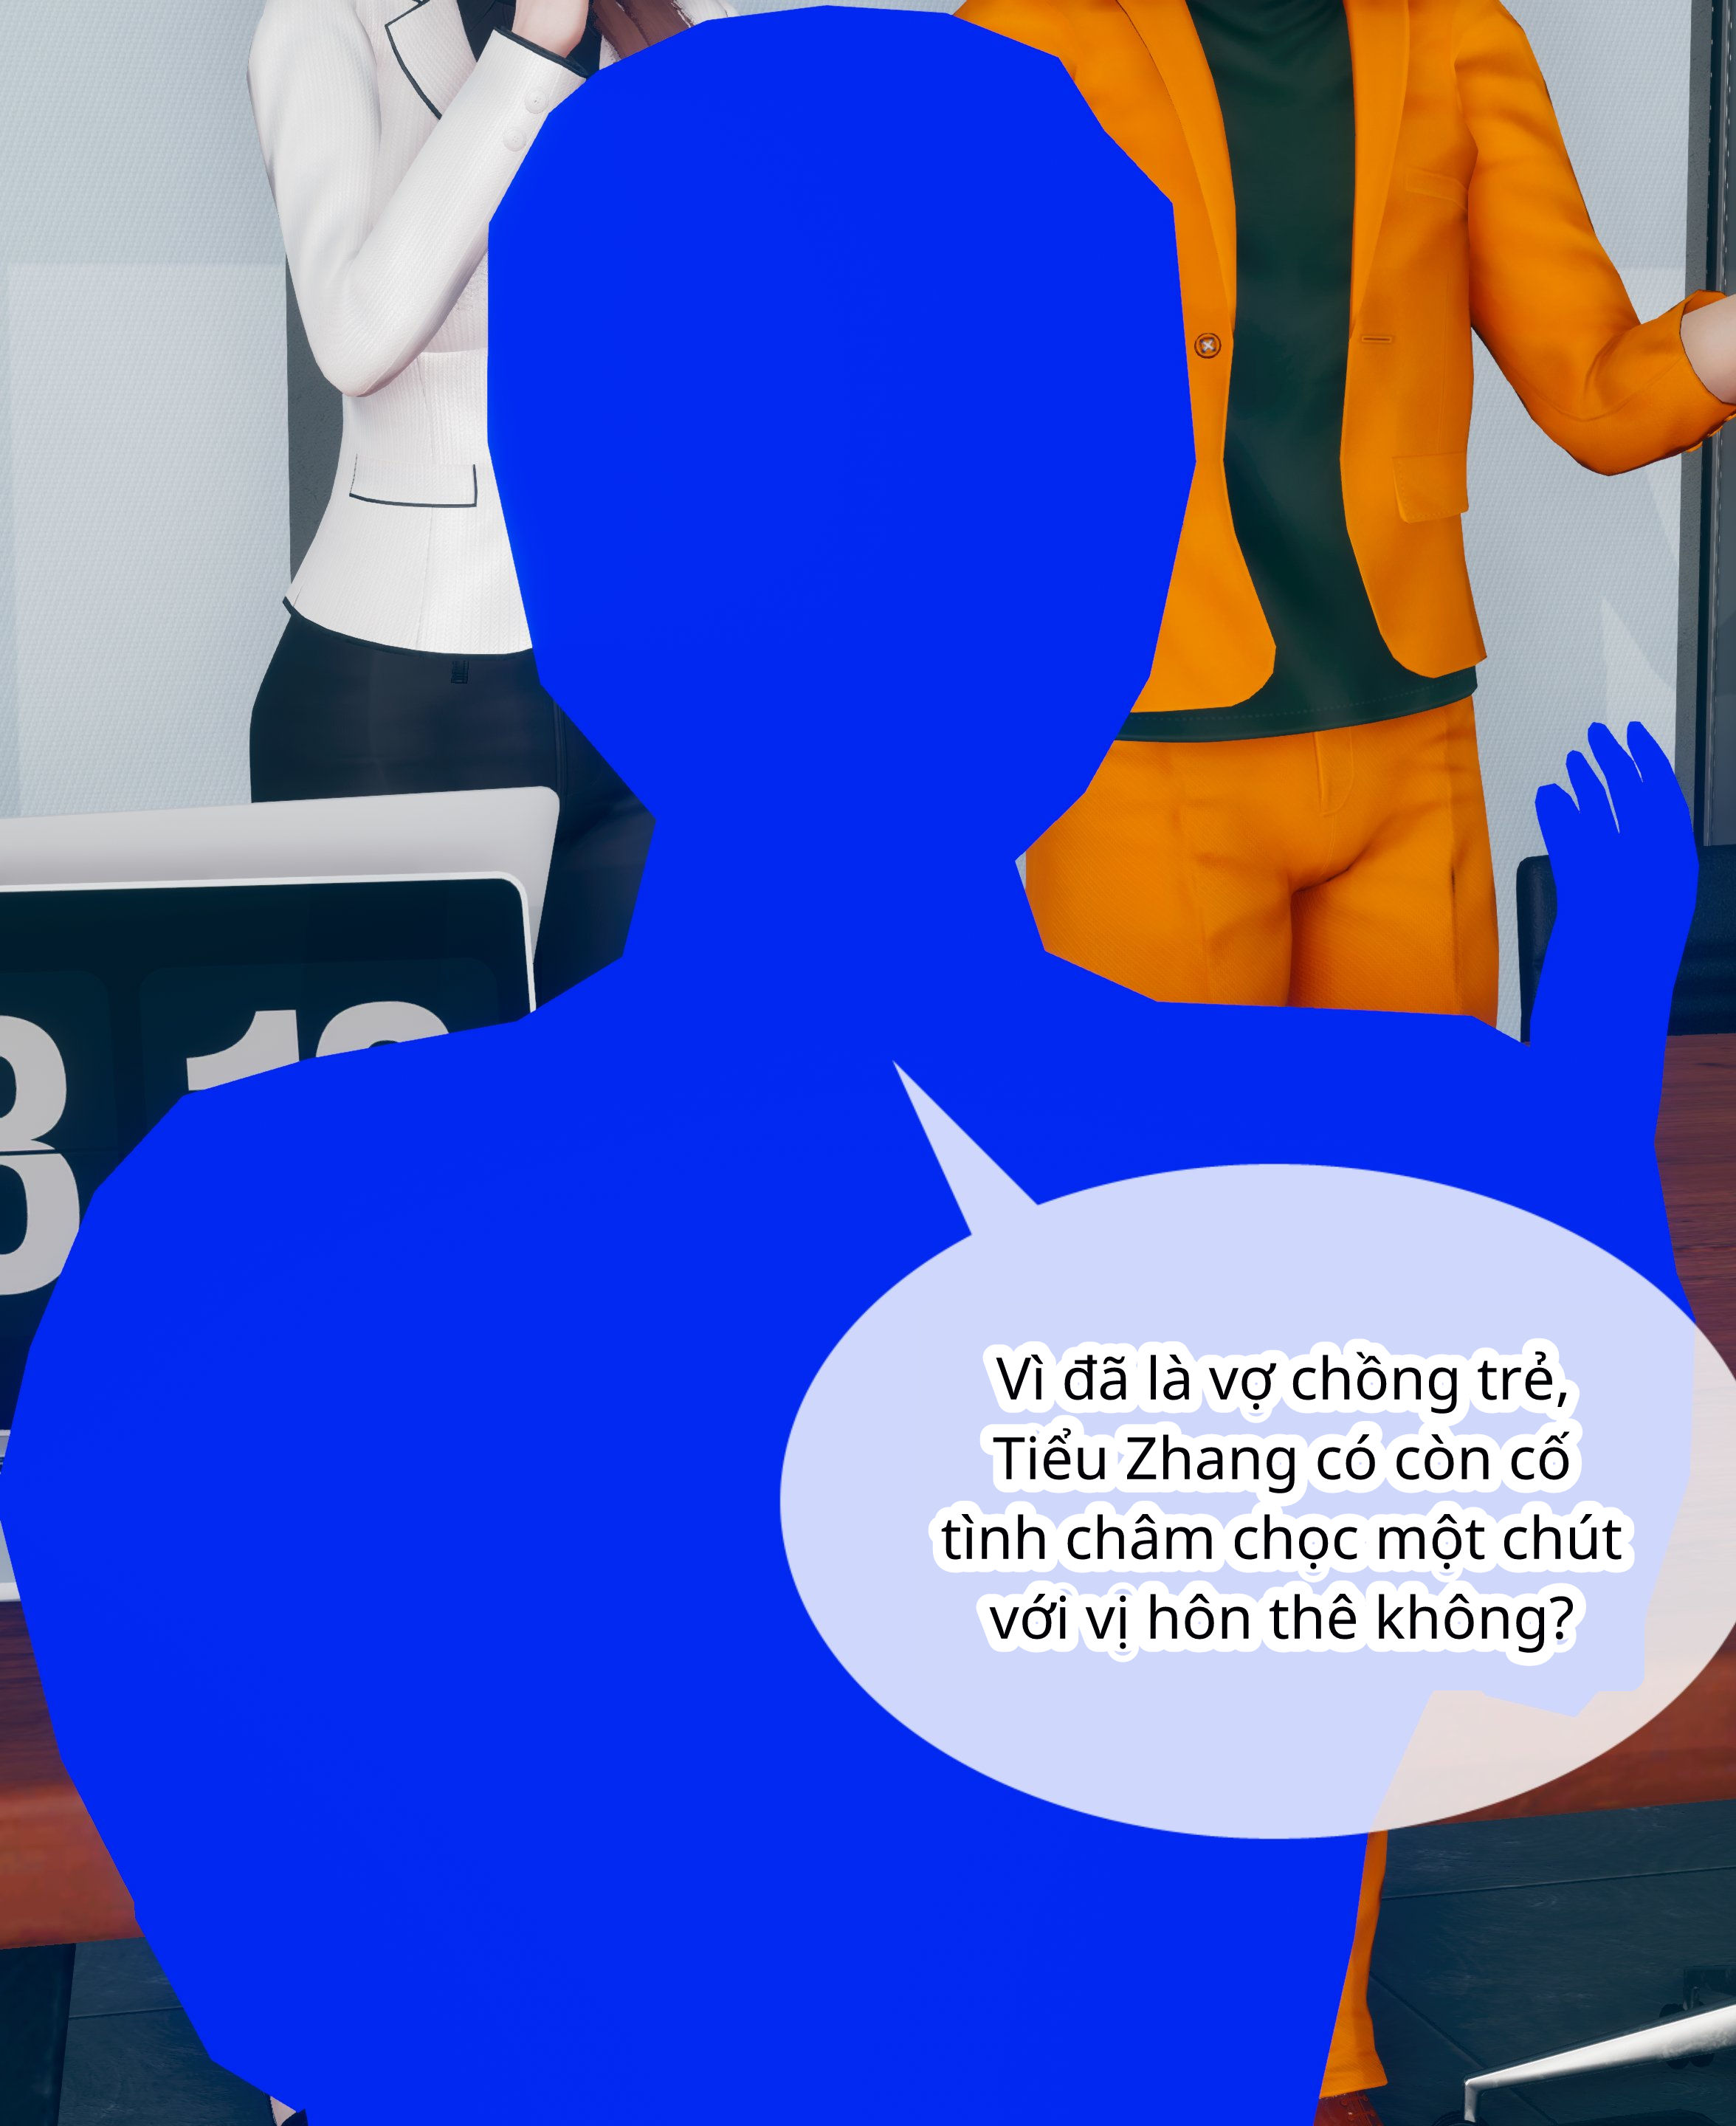 Vì đã là vợ chồng trẻ,
Tiểu Zhang có còn cố
tình châm chọc một chút
với vị hôn thê không?